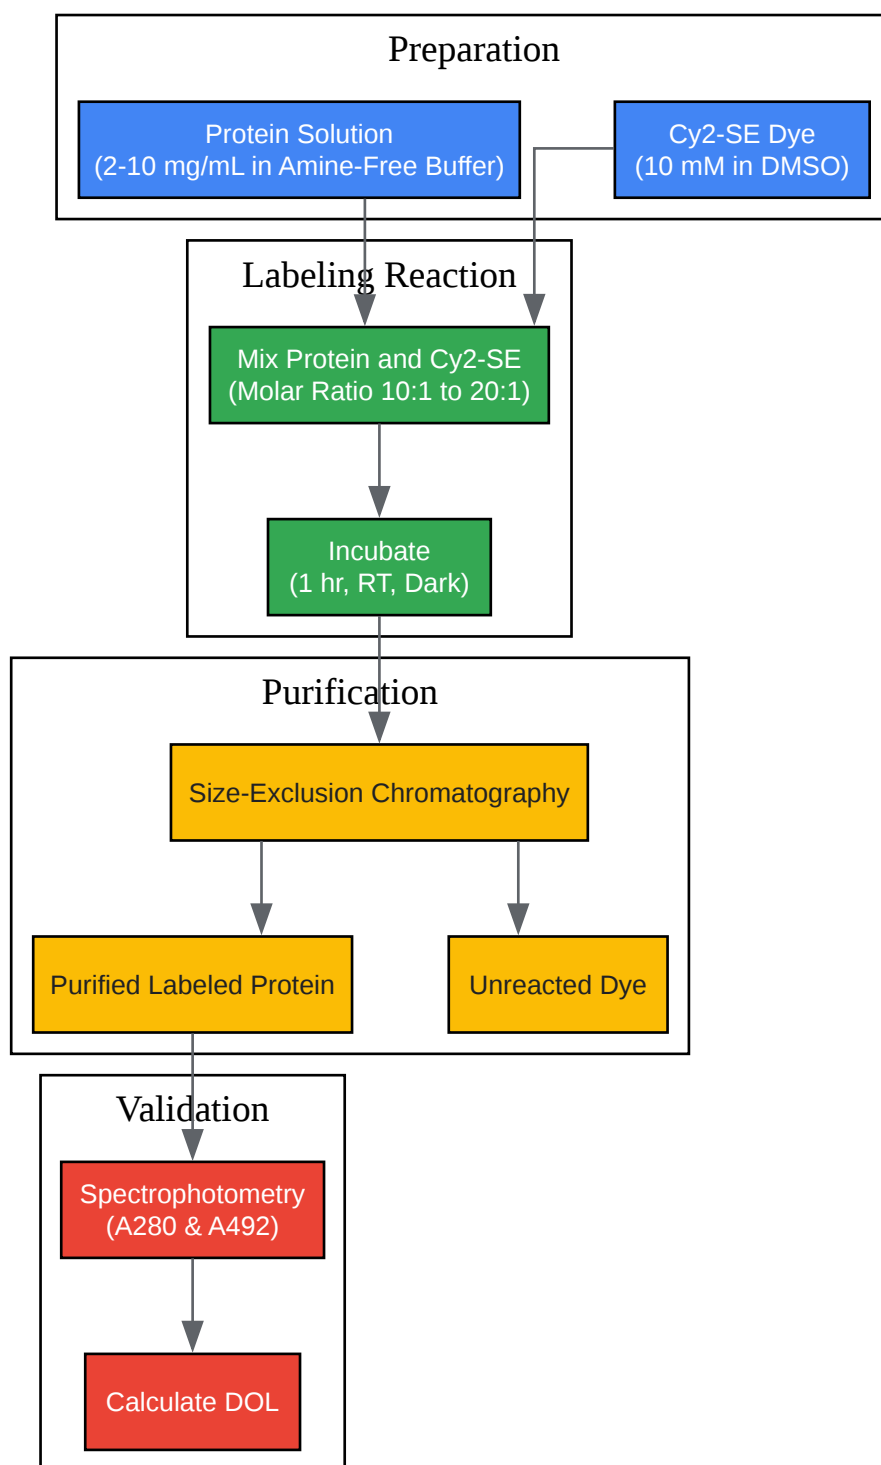 Preparation
Protein Solution
(2-10 mg/mL in Amine-Free Buffer)
Cy2-SE Dye
(10 mM in DMSO)
Labeling Reaction
Mix Protein and Cy2-SE
(Molar Ratio 10:1 to 20:1)
Incubate
(1 hr, RT, Dark)
Purification
Size-Exclusion Chromatography
Purified Labeled Protein
Unreacted Dye
Validation
Spectrophotometry
(A280 & A492)
Calculate DOL